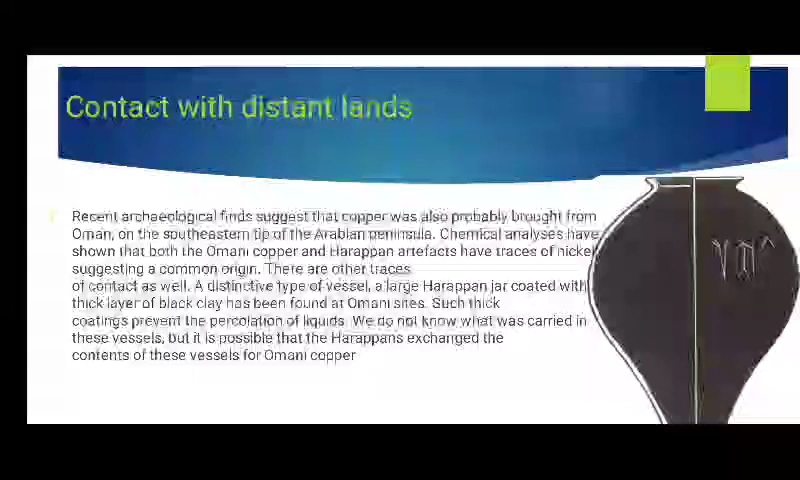 Contact with distant lands
Recent archaeological finds suggest that copper was also probably brought from
Oman, on the southeastern tip of the Arabian peninsula. Chemical analyses have
shown that both the Omani copper and Harappan artefacts have traces of nickel,
suggesting a common origin. There are other traces
of contact as well. A distinctive type of vessel, a large Harappan jar coated with
thick layer of black clay has been found at Omani sites. Such thick
coatings prevent the percolation of liquids. We do not know what was carried in
these vessels, but it is possible that the Harappans exchanged the
contents of these vessels for Omani copper